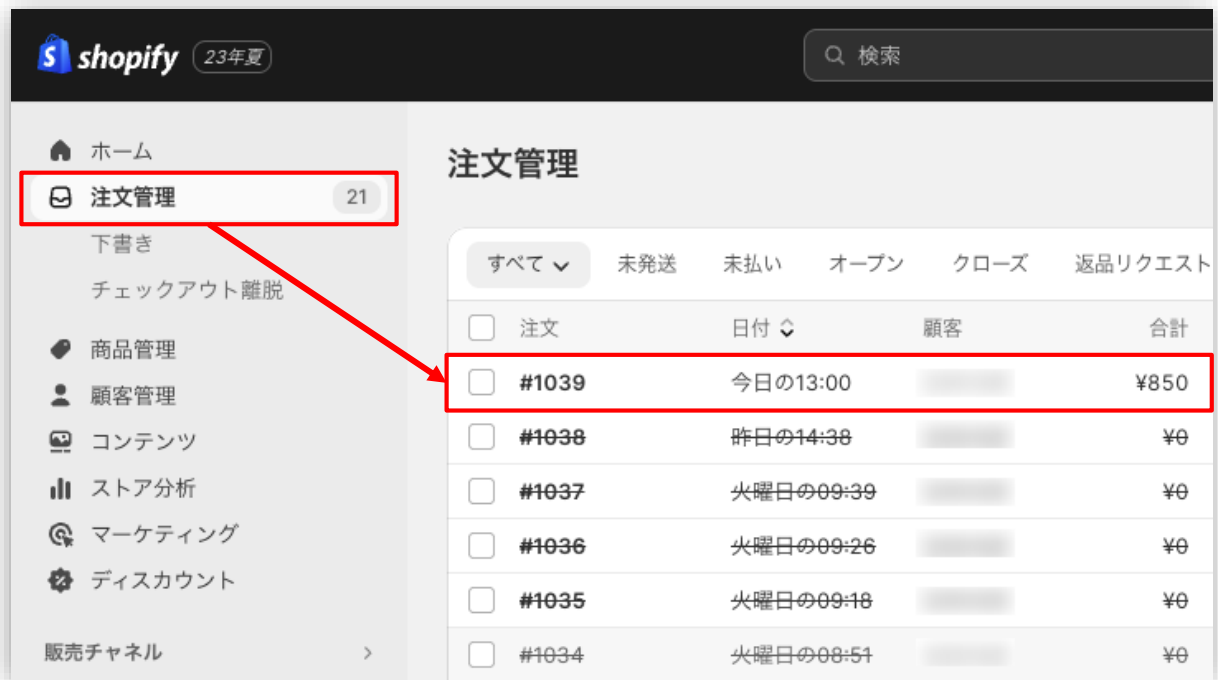 shopify 23年夏
検索
ホーム
注文管理 21
下書き
チェックアウト離脱
商品管理
顧客管理
コンテンツ
ストア分析
マーケティング
ディスカウント
販売チャネル
注文管理
すべて 未発送 未払い オープン クローズ 返品リクエスト
注文 日付 顧客 合計
#1039 今日の13:00 ¥850
#1038 昨日の14:38 ¥0
#1037 火曜日の09:39 ¥0
#1036 火曜日の09:26 ¥0
#1035 火曜日の09:18 ¥0
#1034 火曜日の08:51 ¥0